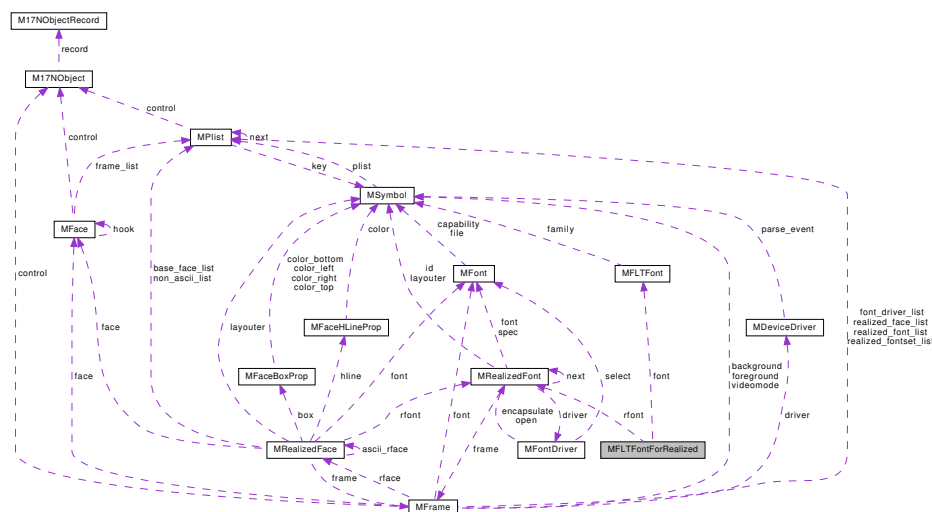 M17NObjectRecord
record
M17NObject
control
MPlist
next
control
frame_list
key
plist
MSymbol
MFace
hook
color
capability
file
family
parse_event
control
base_face_list
non_ascii_list
color_bottom
color_left
color_right
color_top
id
layouter
MFont
MFLTFont
font_driver_list
realized_face_list
realized_font_list
realized_fontset_list
face
layouter
MFaceHLineProp
font
spec
MDeviceDriver
MFaceBoxProp
hline
font
MRealizedFont
next
select
font
background
foreground
videomode
face
box
rfont
font
encapsulate
open
driver
rfont
driver
MRealizedFace
ascii_rface
frame
MFontDriver
MFLTFontForRealized
frame
rface
MFrame